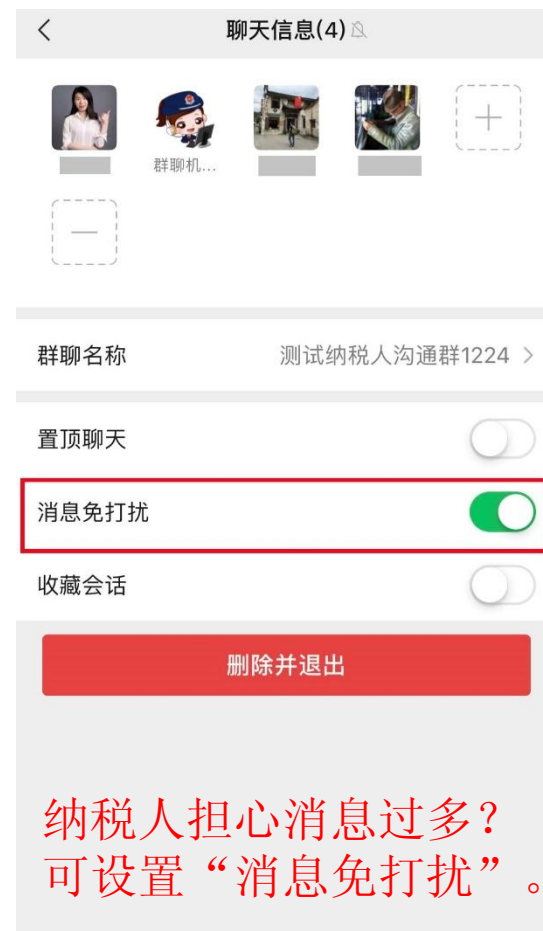 聊天信息(4)
群聊机...
群聊名称
测试纳税人沟通群1224
置顶聊天
消息免打扰
收藏会话
删除并退出
纳税人担心消息过多?
可设置“消息免打扰”。